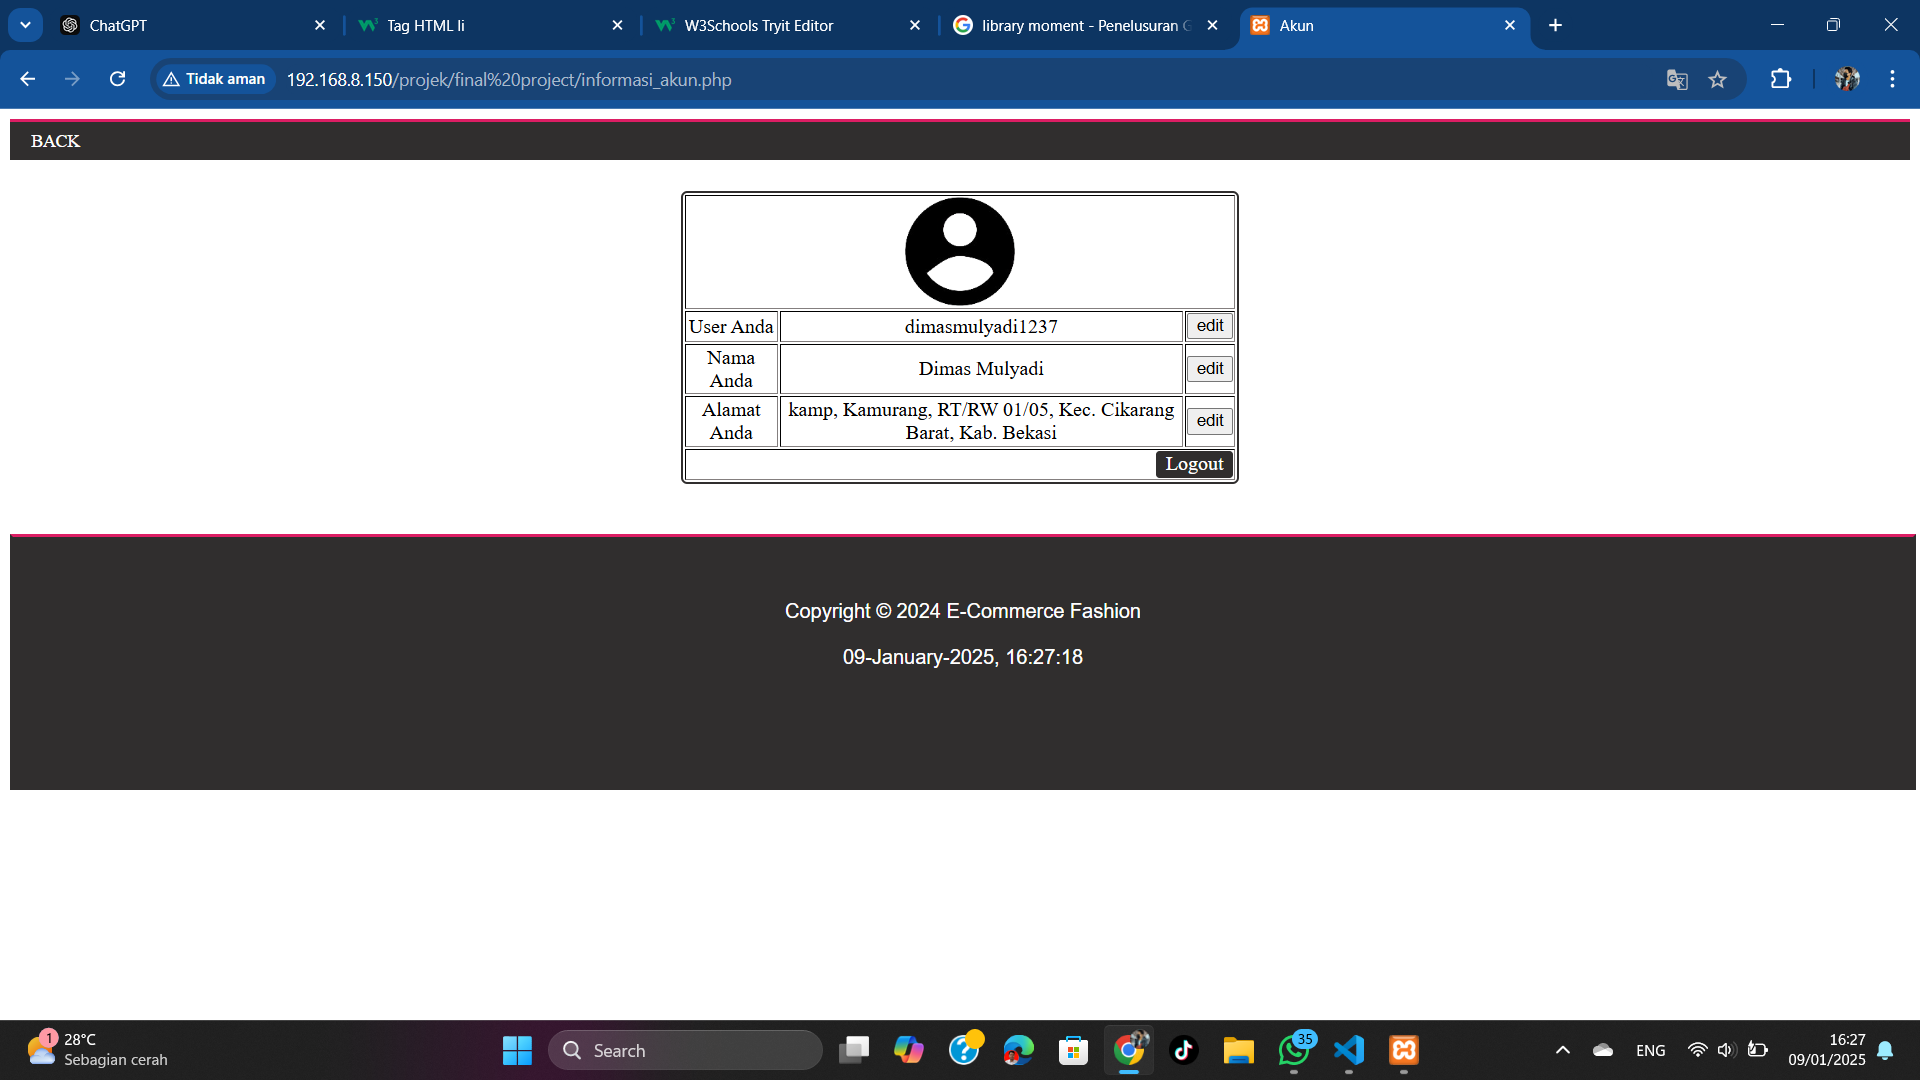 ChatGPT
Tag HTML li
W3Schools Tryit Editor
library moment - Penelusuran G
Akun
Tidak aman
192.168.8.150/projek/final%20project/informasi_akun.php
BACK
User Anda
dimasmulyadi1237
edit
Nama
Anda
Dimas Mulyadi
edit
Alamat
Anda
kamp, Kamurang, RT/RW 01/05, Kec. Cikarang
Barat, Kab. Bekasi
edit
Logout
Copyright © 2024 E-Commerce Fashion
09-January-2025, 16:27:18
1
28°C
Sebagian cerah
Search
35
ENG
16:27
09/01/2025